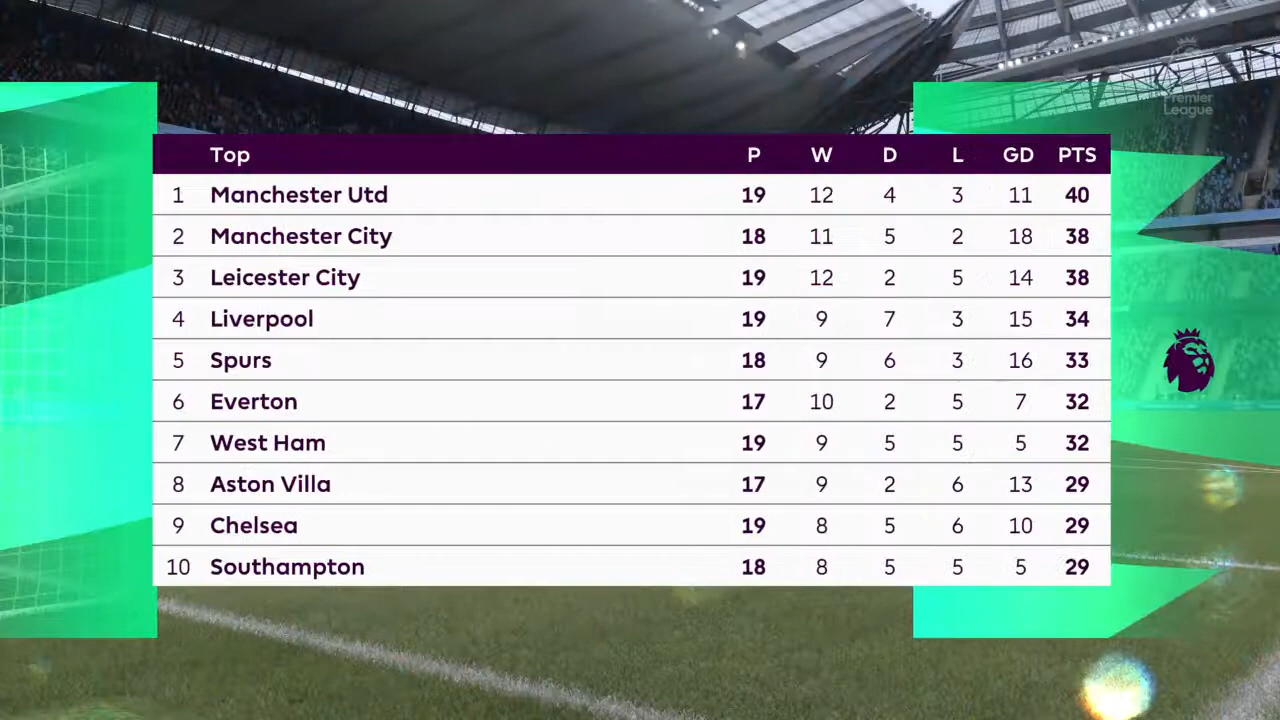 Premier
League
Top P W D L GD PTS
1 Manchester Utd 19 12 4 3 11 40
2 Manchester City 18 11 5 2 18 38
3 Leicester City 19 12 2 5 14 38
4 Liverpool 19 9 7 3 15 34
5 Spurs 18 9 6 3 16 33
6 Everton 17 10 2 5 7 32
7 West Ham 19 9 5 5 5 32
8 Aston Villa 17 9 2 6 13 29
9 Chelsea 19 8 5 6 10 29
10 Southampton 18 8 5 5 5 29